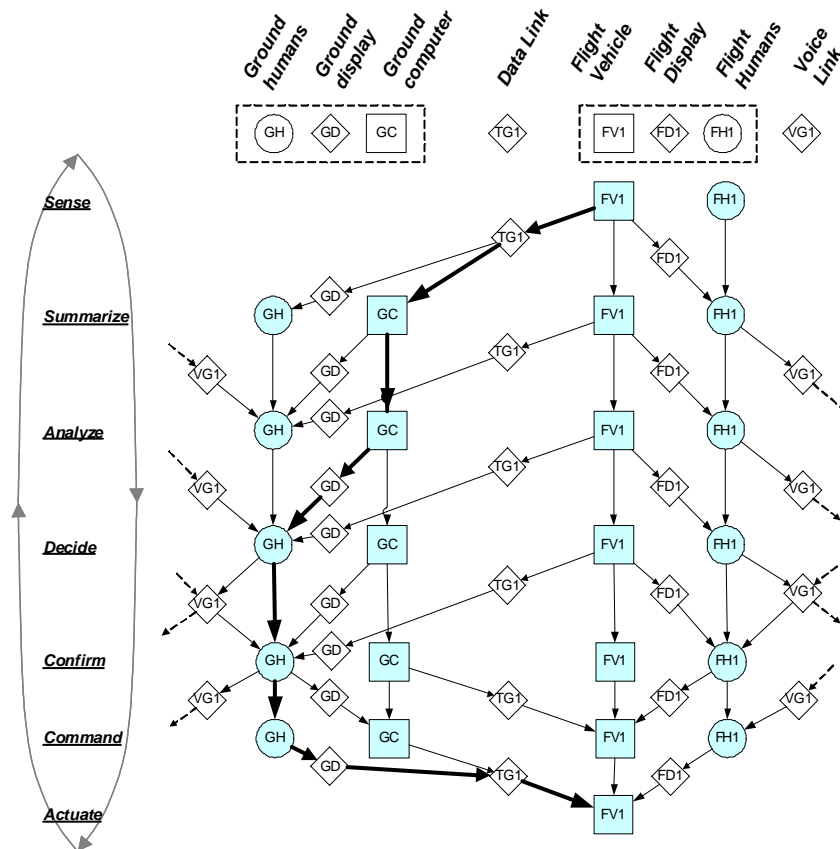 Ground
humans
Ground
display
Ground
computer
Data Link
Flight
Vehicle
Flight
Display
Flight
Humans
Voice
Link
GH GD GC TG1 FV1 FD1 FH1 VG1
Sense FV1 FH1
TG1
FD1
GD
Summarize GH GC FV1 FH1
TG1
VG1 GD FD1 VG1
GD
Analyze GH GC FV1 FH1
TG1
VG1 GD FD1 VG1
GD
Decide GH GC FV1 FH1
TG1
VG1 GD FD1 VG1
GD
Confirm GH GC FV1 FH1
VG1 GD TG1 FD1 VG1
Command GH GC FV1 FH1
GD TG1 FD1
Actuate FV1